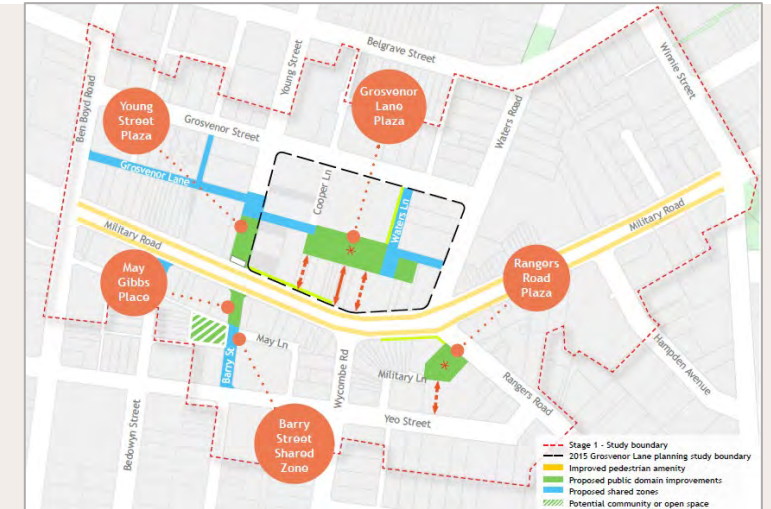 Belgrave Street
Winnie Street
Young Street
Ben Boyd Road
Grosvenor
Lane
Plaza
Young
Street
Plaza
Grosvenor Street
Waters Road
Grosvenor Lane
Cooper Ln
Waters Ln
Military Road
Military Road
May
Gibbs
Place
Rangers
Road
Plaza
May Ln
Barry St
Wycombe Rd
Military Ln
Rangers Road
Hampden Avenue
Bedowyn Street
Yeo Street
Barry
Street
Shared
Zone
Stage 1 - Study boundary
2015 Grosvenor Lane planning study boundary
Improved pedestrian amenity
Proposed public domain improvements
Proposed shared zones
Potential community or open space